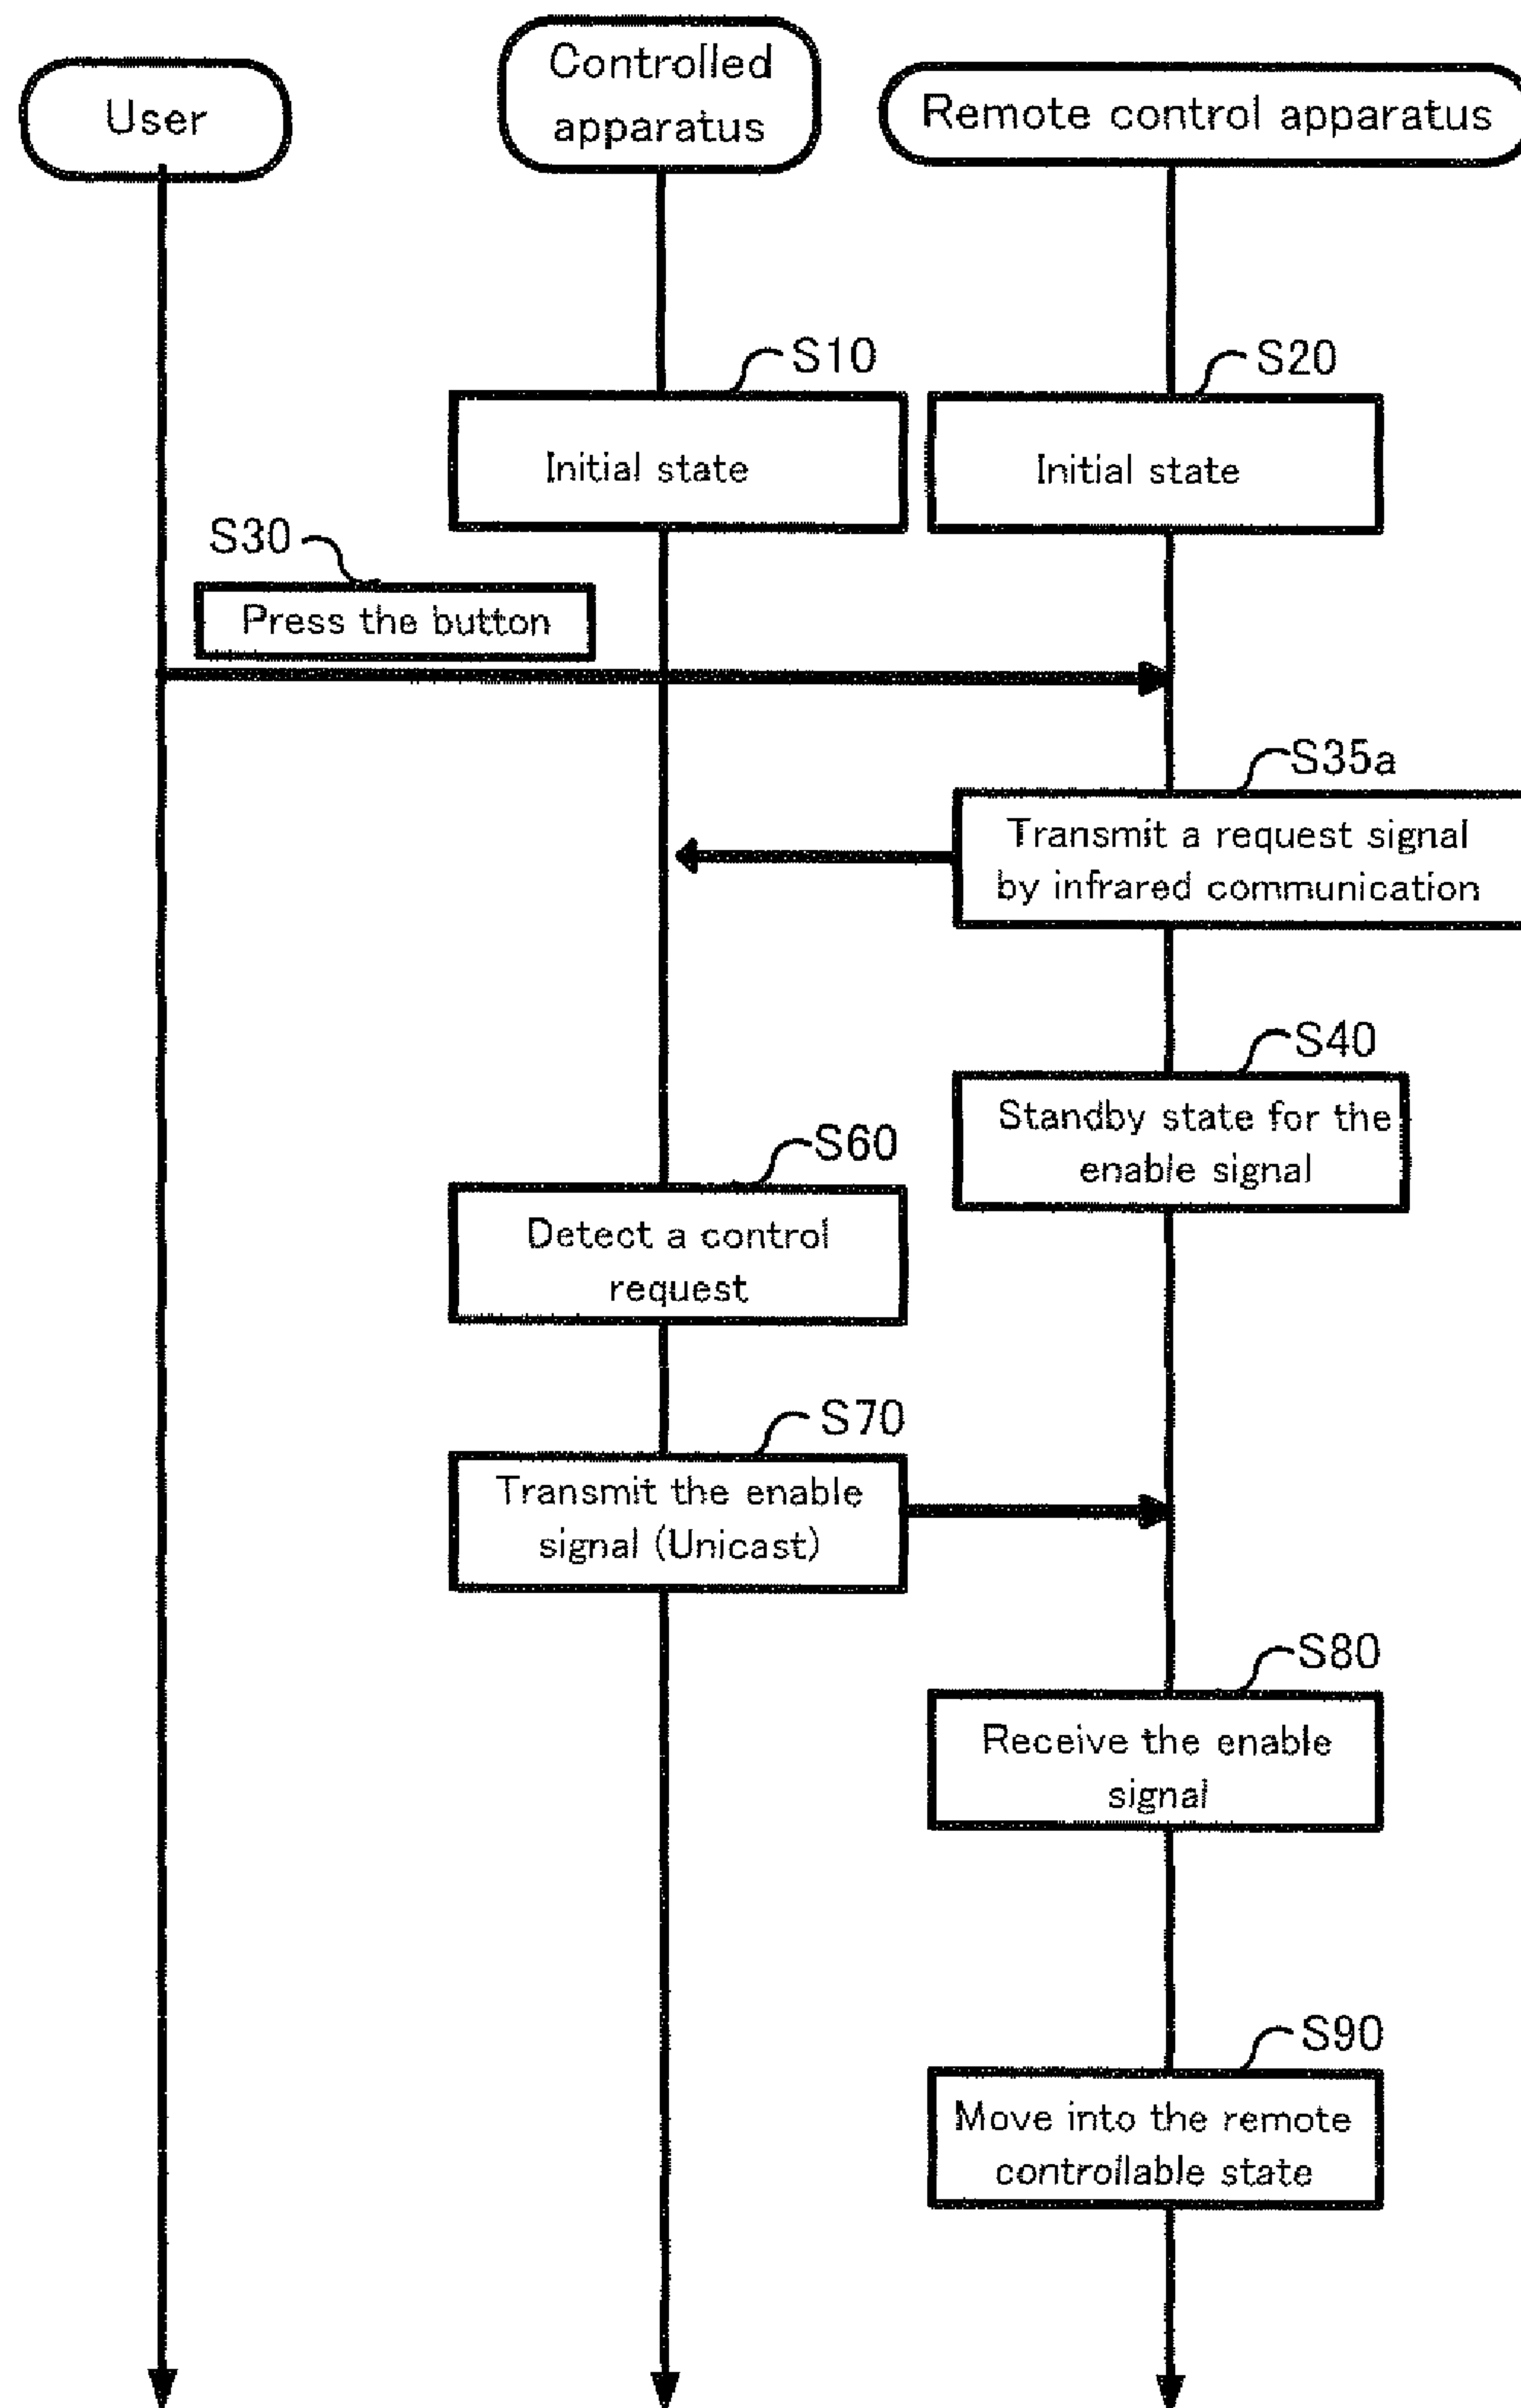 User
Controlled
apparatus
Remote control apparatus
S10
S20
Initial state
Initial state
S30
Press the button
S35a
Transmit a request signal
by infrared communication
S40
Standby state for the
enable signal
S60
Detect a control
request
S70
Transmit the enable
signal (Unicast)
S80
Receive the enable
signal
S90
Move into the remote
controllable state